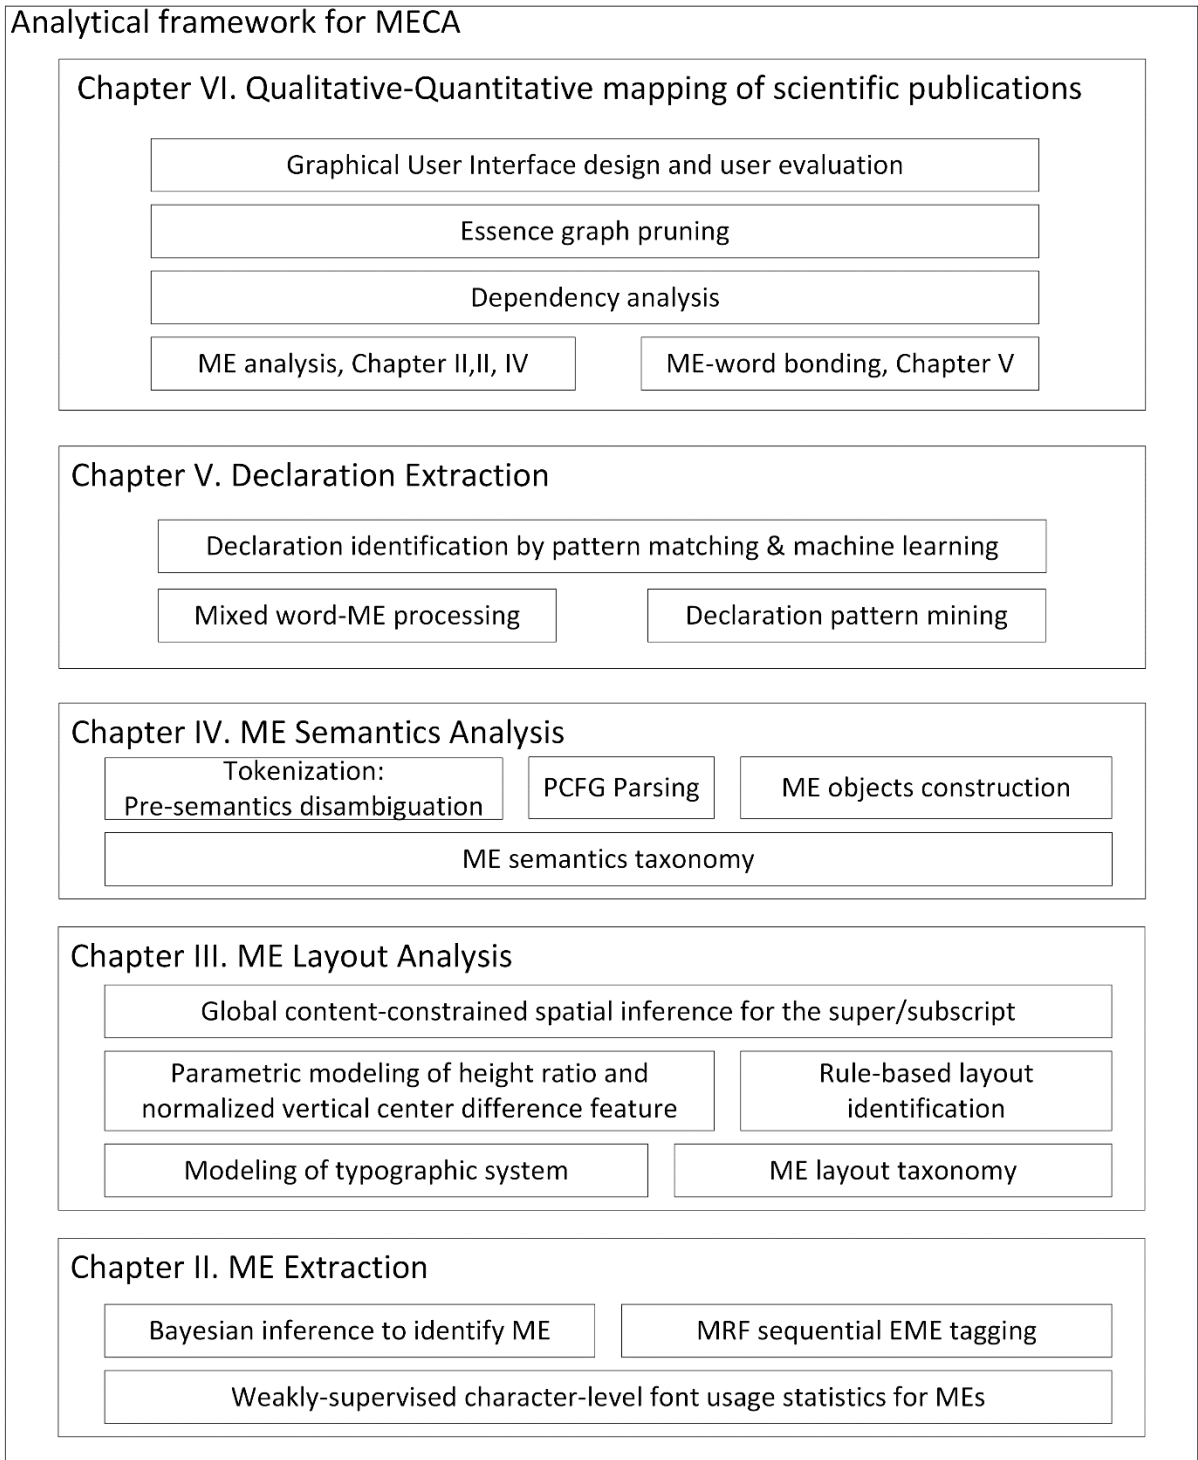 Analytical framework for MECA
Chapter VI. Qualitative-Quantitative mapping of scientific publications
Graphical User Interface design and user evaluation
Essence graph pruning
Dependency analysis
ME analysis, Chapter II,II, IV
ME-word bonding, Chapter V
Chapter V. Declaration Extraction
Declaration identification by pattern matching & machine learning
Mixed word-ME processing
Declaration pattern mining
Chapter IV. ME Semantics Analysis
Tokenization:
Pre-semantics disambiguation
PCFG Parsing
ME objects construction
ME semantics taxonomy
Chapter III. ME Layout Analysis
Global content-constrained spatial inference for the super/subscript
Parametric modeling of height ratio and
normalized vertical center difference feature
Rule-based layout
identification
Modeling of typographic system
ME layout taxonomy
Chapter II. ME Extraction
Bayesian inference to identify ME
MRF sequential EME tagging
Weakly-supervised character-level font usage statistics for MEs